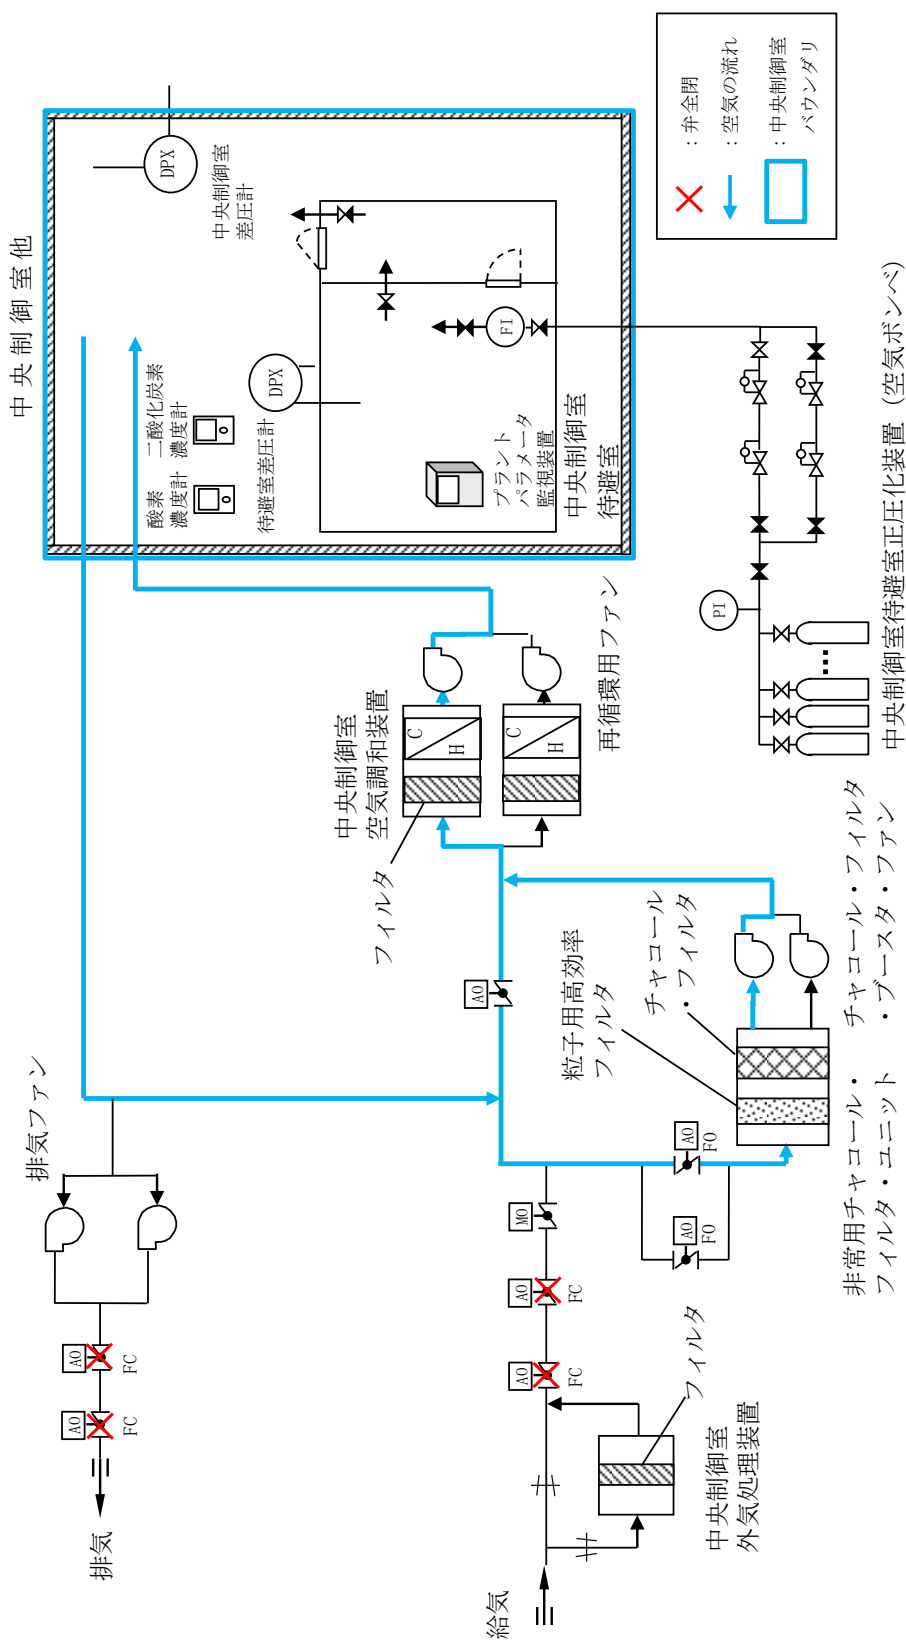 中央制御室他
DPX
中央制御室
差圧計
DPX
待避室差圧計
二酸化炭素
濃度計
酸素
濃度計
FI
プラント
パラメータ
監視装置
中央制御室
待避室
：弁全閉
：空気の流れ
：中央制御室
バウンダリ
PI
中央制御室待避室正圧化装置（空気ボンベ）
中央制御室
空気調和装置
フィルタ
C
H
C
H
再循環用ファン
AO
排気ファン
AO
FC
AO
FC
排気
粒子用高効率
フィルタ
チャコール
・フィルタ
チャコール・フィルタ
・ブースタ・ファン
非常用チャコール・
フィルタ・ユニット
AO
FO
AO
FO
MO
AO
FC
AO
FC
フィルタ
中央制御室
外気処理装置
給気